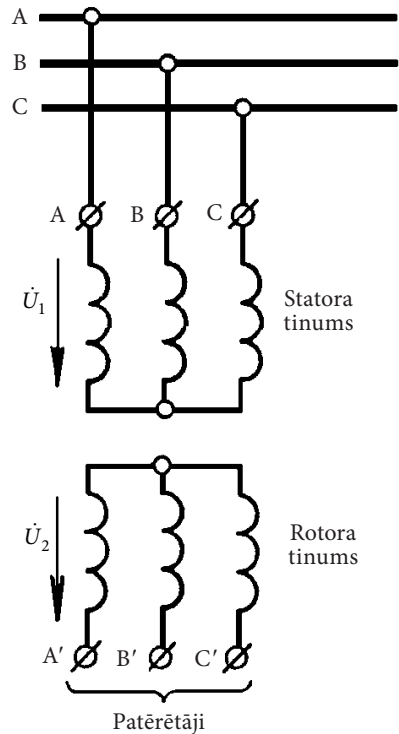 A
B
C
A B C
U̇₁
Statora
tinums
U̇₂
Rotora
tinums
A′ B′ C′
Patērētāji